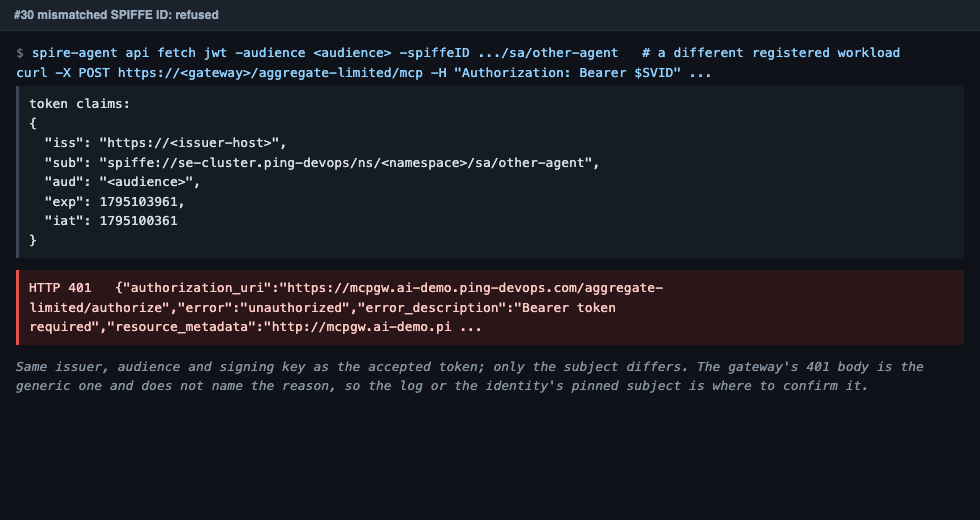 #30 mismatched SPIFFE ID: refused
$ spire-agent api fetch jwt -audience <audience> -spiffeID .../sa/other-agent   # a different registered workload
curl -X POST https://<gateway>/aggregate-limited/mcp -H "Authorization: Bearer $SVID" ...
token claims:
{
  "iss": "https://<issuer-host>",
  "sub": "spiffe://se-cluster.ping-devops/ns/<namespace>/sa/other-agent",
  "aud": "<audience>",
  "exp": 1795103961,
  "iat": 1795100361
}
HTTP 401   {"authorization_uri":"https://mcpgw.ai-demo.ping-devops.com/aggregate-
limited/authorize","error":"unauthorized","error_description":"Bearer token
required","resource_metadata":"http://mcpgw.ai-demo.pi ...
Same issuer, audience and signing key as the accepted token; only the subject differs. The gateway's 401 body is the
generic one and does not name the reason, so the log or the identity's pinned subject is where to confirm it.